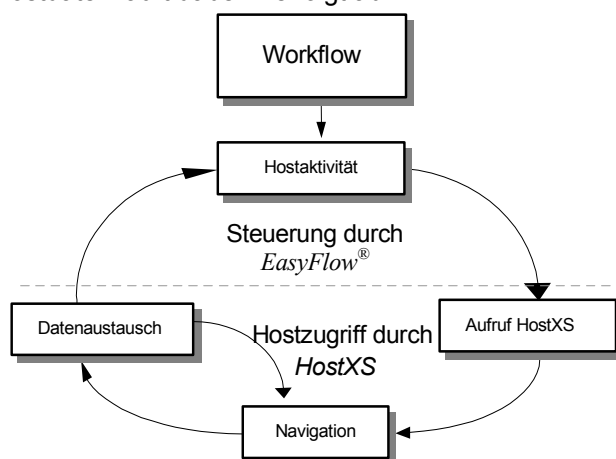 Workflow
Hostaktivität
Steuerung durch
EasyFlow®
Datenaustausch
Hostzugriff durch
HostXS
Aufruf HostXS
Navigation